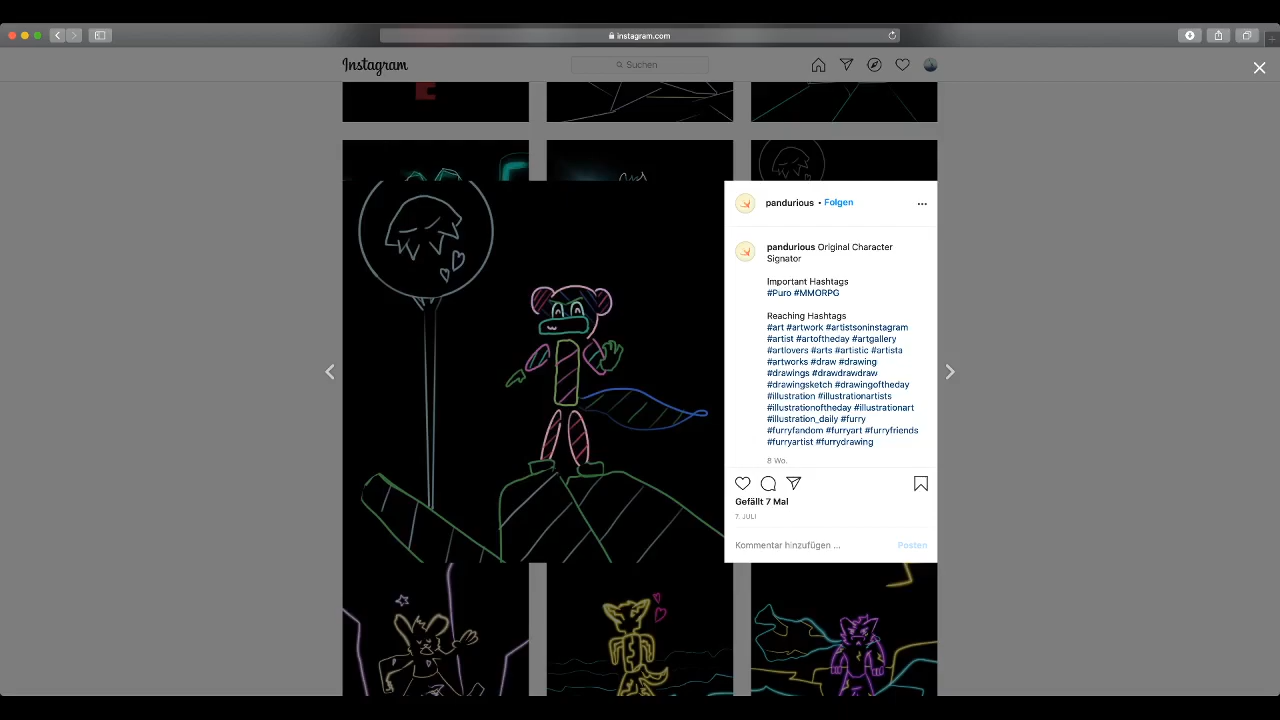 instagram.com
Instagram
Suchen
pandurious • Folgen
pandurious Original Character
Signator
Important Hashtags
#Puro #MMORPG
Reaching Hashtags
#art #artwork #artistsoninstagram
#artist #artoftheday #artgallery
#artlovers #arts #artistic #artista
#artworks #draw #drawing
#drawings #drawdrawdraw
#drawingsketch #drawingoftheday
#illustration #illustrationartists
#illustrationoftheday #illustrationart
#illustration_daily #furry
#furryfandom #furryart #furryfriends
#furryartist #furrydrawing
8 Wo.
Gefällt 7 Mal
7. JULI
Kommentar hinzufügen ...
Posten